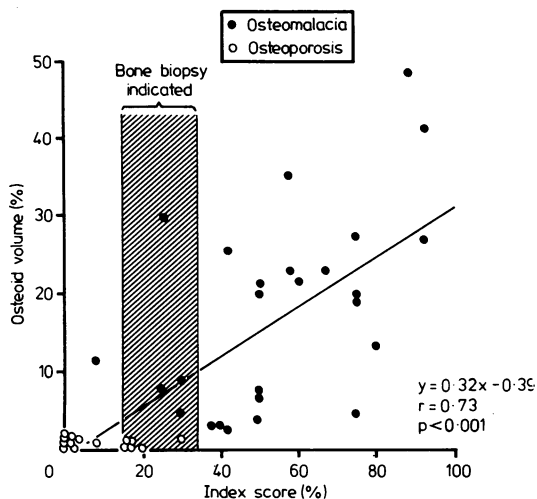 Osteomalacia
Osteoporosis
Bone biopsy
indicated
50
40
30
20
10
0
20
40
60
80
100
Osteoid volume (%)
Index score (%)
y=0·32x-0·39
r=0·73
p<0·001